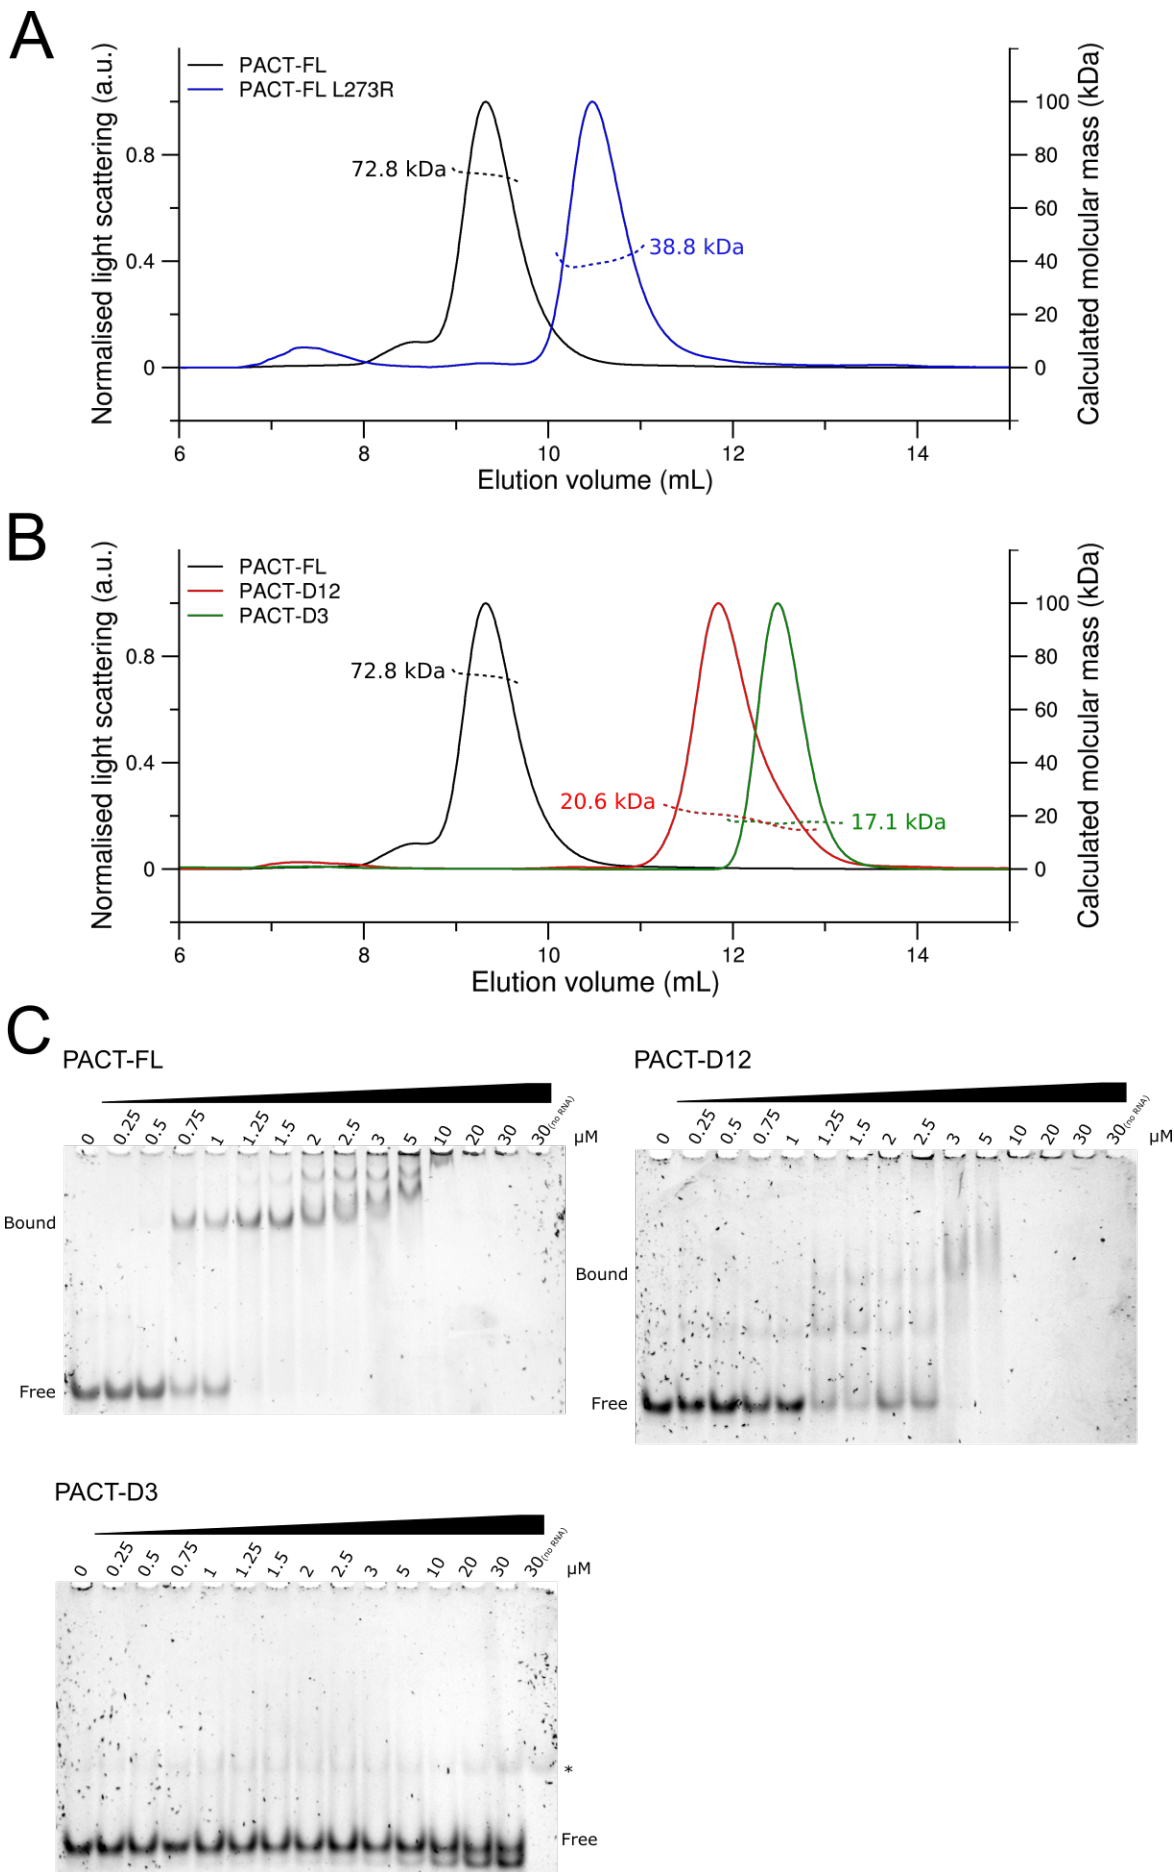 A
PACT-FL
PACT-FL L273R
72.8 kDa
38.8 kDa
Normalised light scattering (a.u.)
0.8
0.4
0
Calculated molcular mass (kDa)
100
80
60
40
20
0
6 8 10 12 14
Elution volume (mL)
B
PACT-FL
PACT-D12
PACT-D3
72.8 kDa
20.6 kDa
17.1 kDa
Normalised light scattering (a.u.)
0.8
0.4
0
Calculated molcular mass (kDa)
100
80
60
40
20
0
6 8 10 12 14
Elution volume (mL)
C
PACT-FL
0 0.25 0.5 0.75 1 1.25 1.5 2 2.5 3 5 10 20 30 30(no RNA) μM
Bound
Free
PACT-D12
0 0.25 0.5 0.75 1 1.25 1.5 2 2.5 3 5 10 20 30 30(no RNA) μM
Bound
Free
PACT-D3
0 0.25 0.5 0.75 1 1.25 1.5 2 2.5 3 5 10 20 30 30(no RNA) μM
*
Free